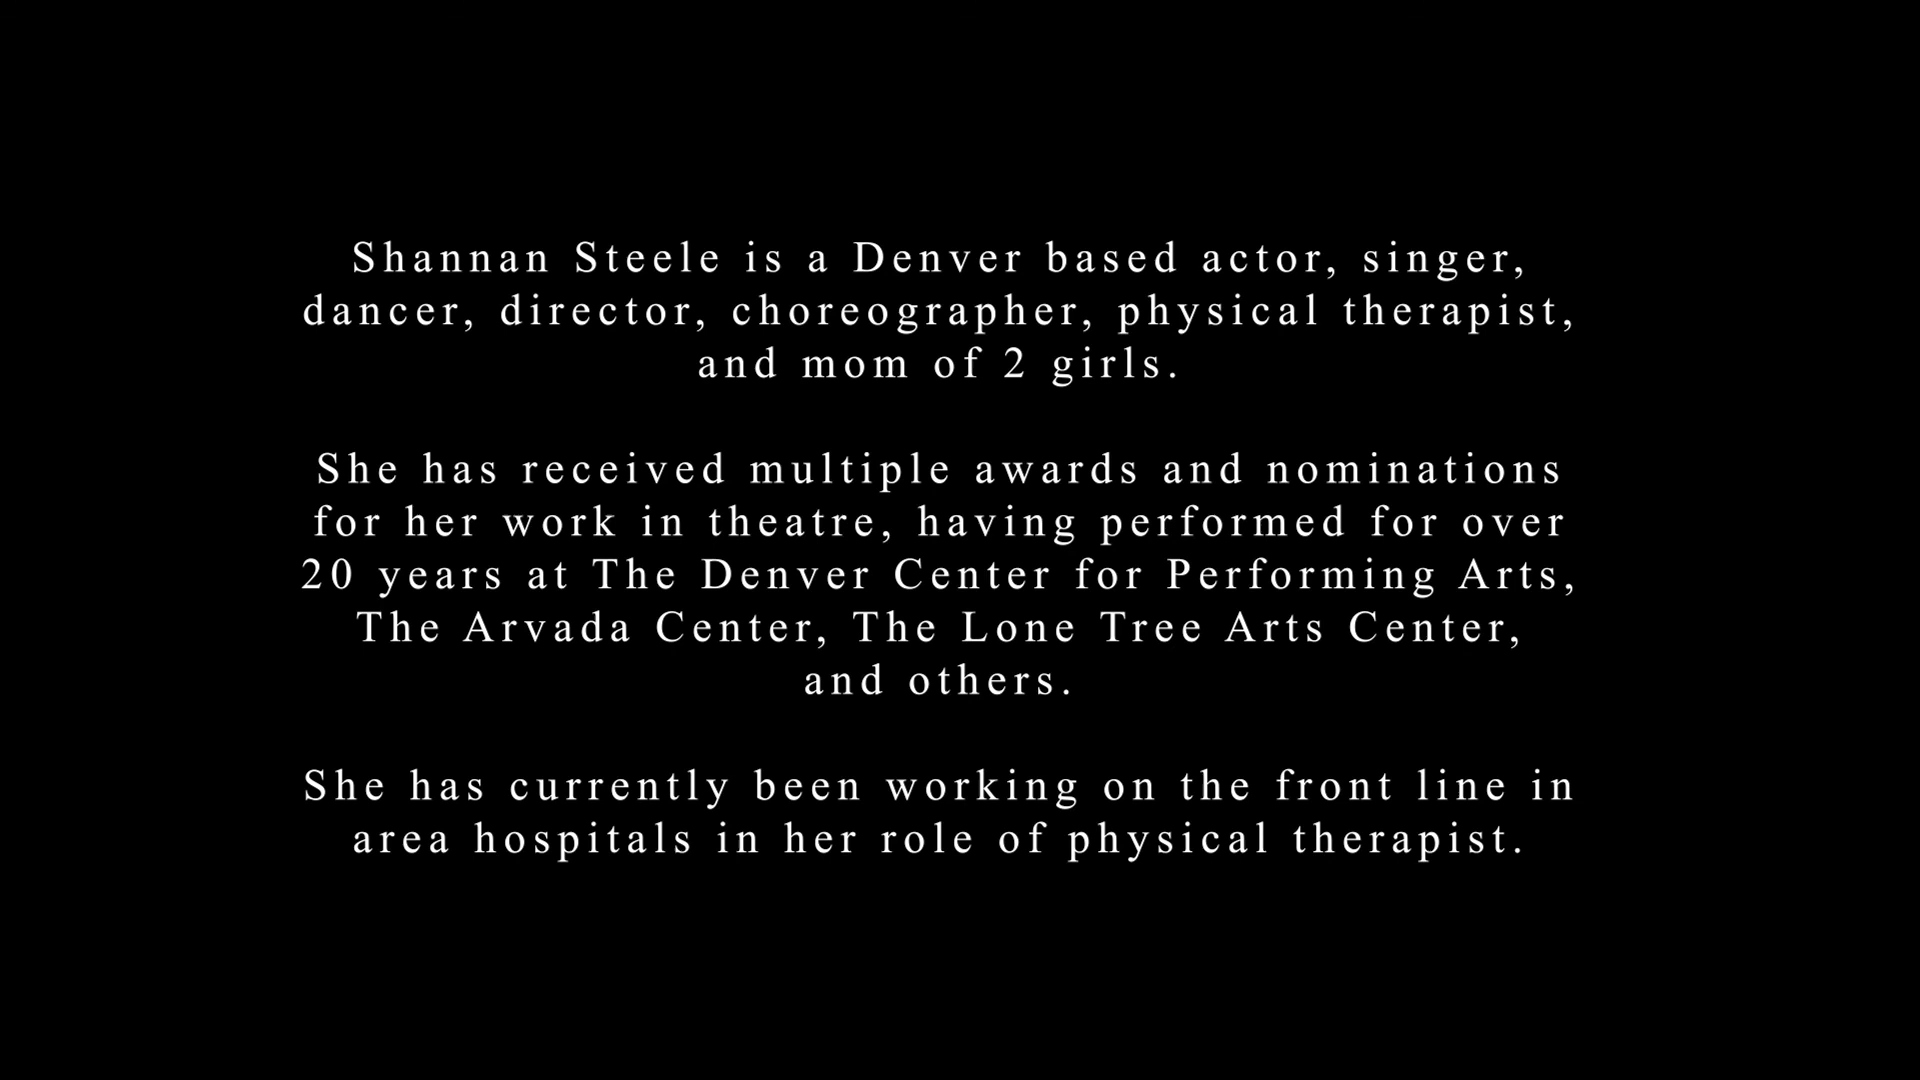 Shannan Steele is a Denver based actor, singer,
dancer, director, choreographer, physical therapist,
and mom of 2 girls.
She has received multiple awards and nominations
for her work in theatre, having performed for over
20 years at The Denver Center for Performing Arts,
The Arvada Center, The Lone Tree Arts Center,
and others.
She has currently been working on the front line in
area hospitals in her role of physical therapist.